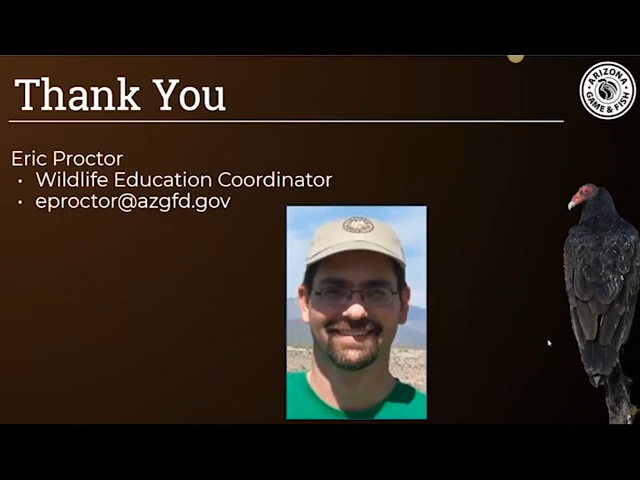 Thank You
ARIZONA
GAME & FISH
Eric Proctor
• Wildlife Education Coordinator
• eproctor@azgfd.gov